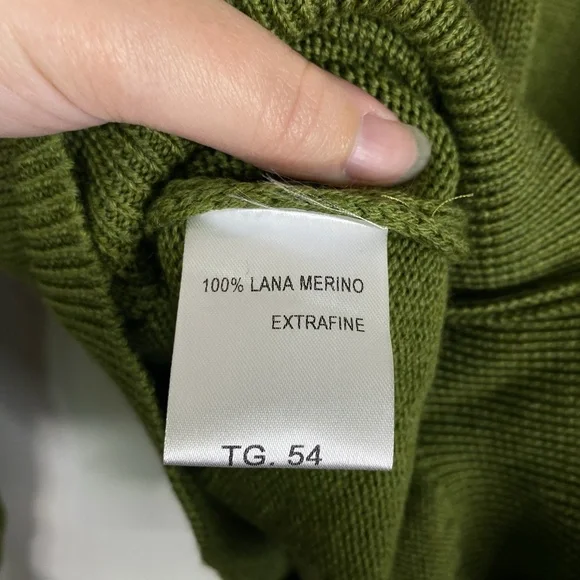 100% LANA MERINO
EXTRAFINE
TG. 54